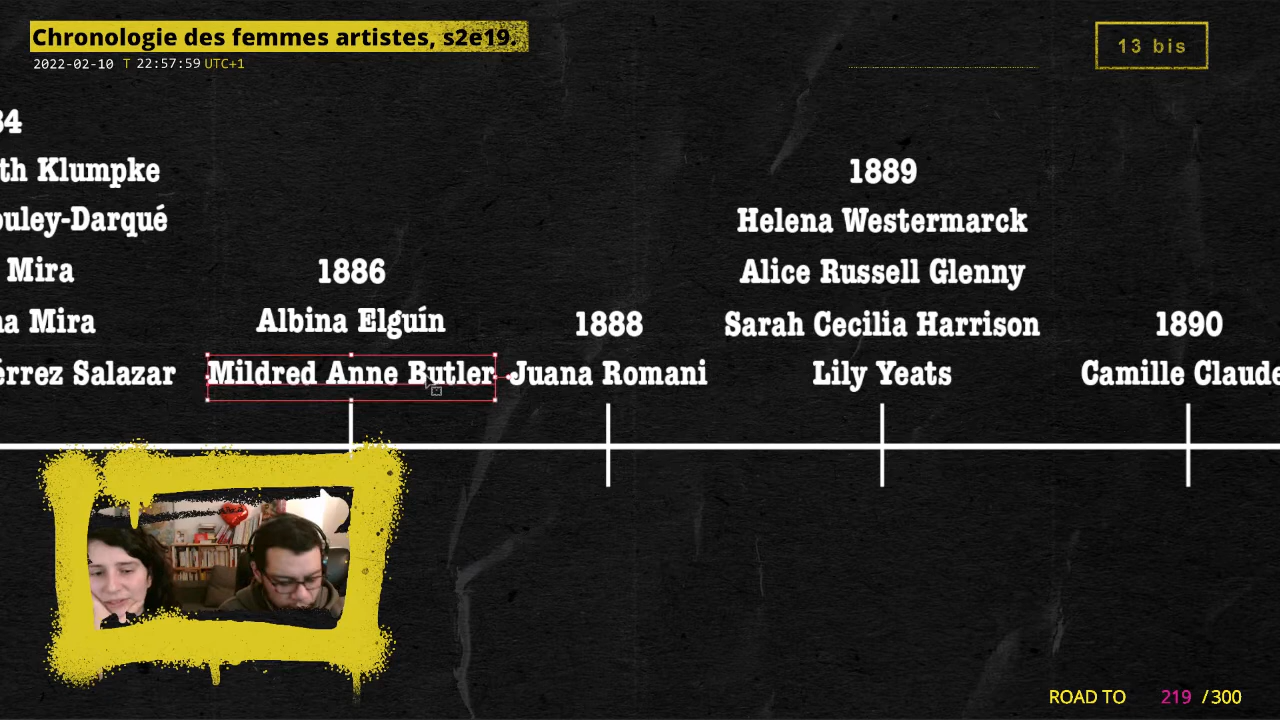 Chronologie des femmes artistes, s2e19.
2022-02-10 T 22:57:59 UTC+1
13 bis
84
th Klumpke
ouley-Darqué
Mira
na Mira
érrez Salazar
1886
Albina Elguín
Mildred Anne Butler
1888
Juana Romani
1889
Helena Westermarck
Alice Russell Glenny
Sarah Cecilia Harrison
Lily Yeats
1890
Camille Claude
ROAD TO 219 / 300